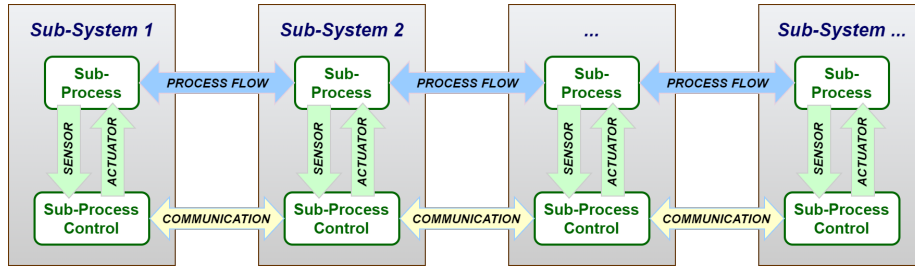 Sub-System 1
Sub-System 2
...
Sub-System ...
Sub-
Process
PROCESS FLOW
Sub-
Process
PROCESS FLOW
Sub-
Process
PROCESS FLOW
Sub-
Process
SENSOR
ACTUATOR
SENSOR
ACTUATOR
SENSOR
ACTUATOR
SENSOR
ACTUATOR
Sub-Process
Control
COMMUNICATION
Sub-Process
Control
COMMUNICATION
Sub-Process
Control
COMMUNICATION
Sub-Process
Control